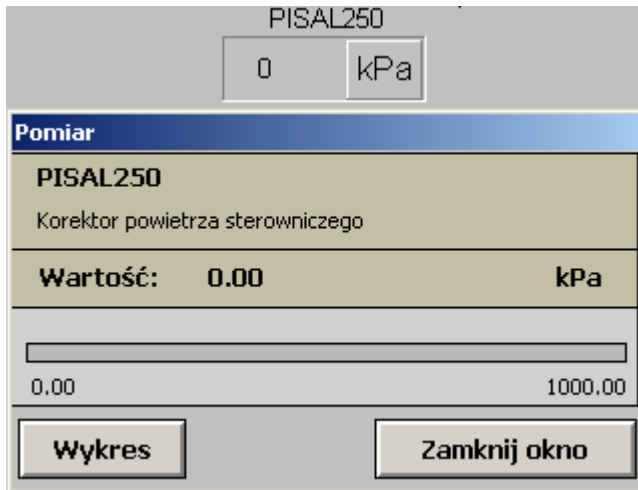 PISAL250
0 kPa
Pomiar
PISAL250
Korektor powietrza sterowniczego
Wartość: 0.00 kPa
0.00 1000.00
Wykres Zamknij okno